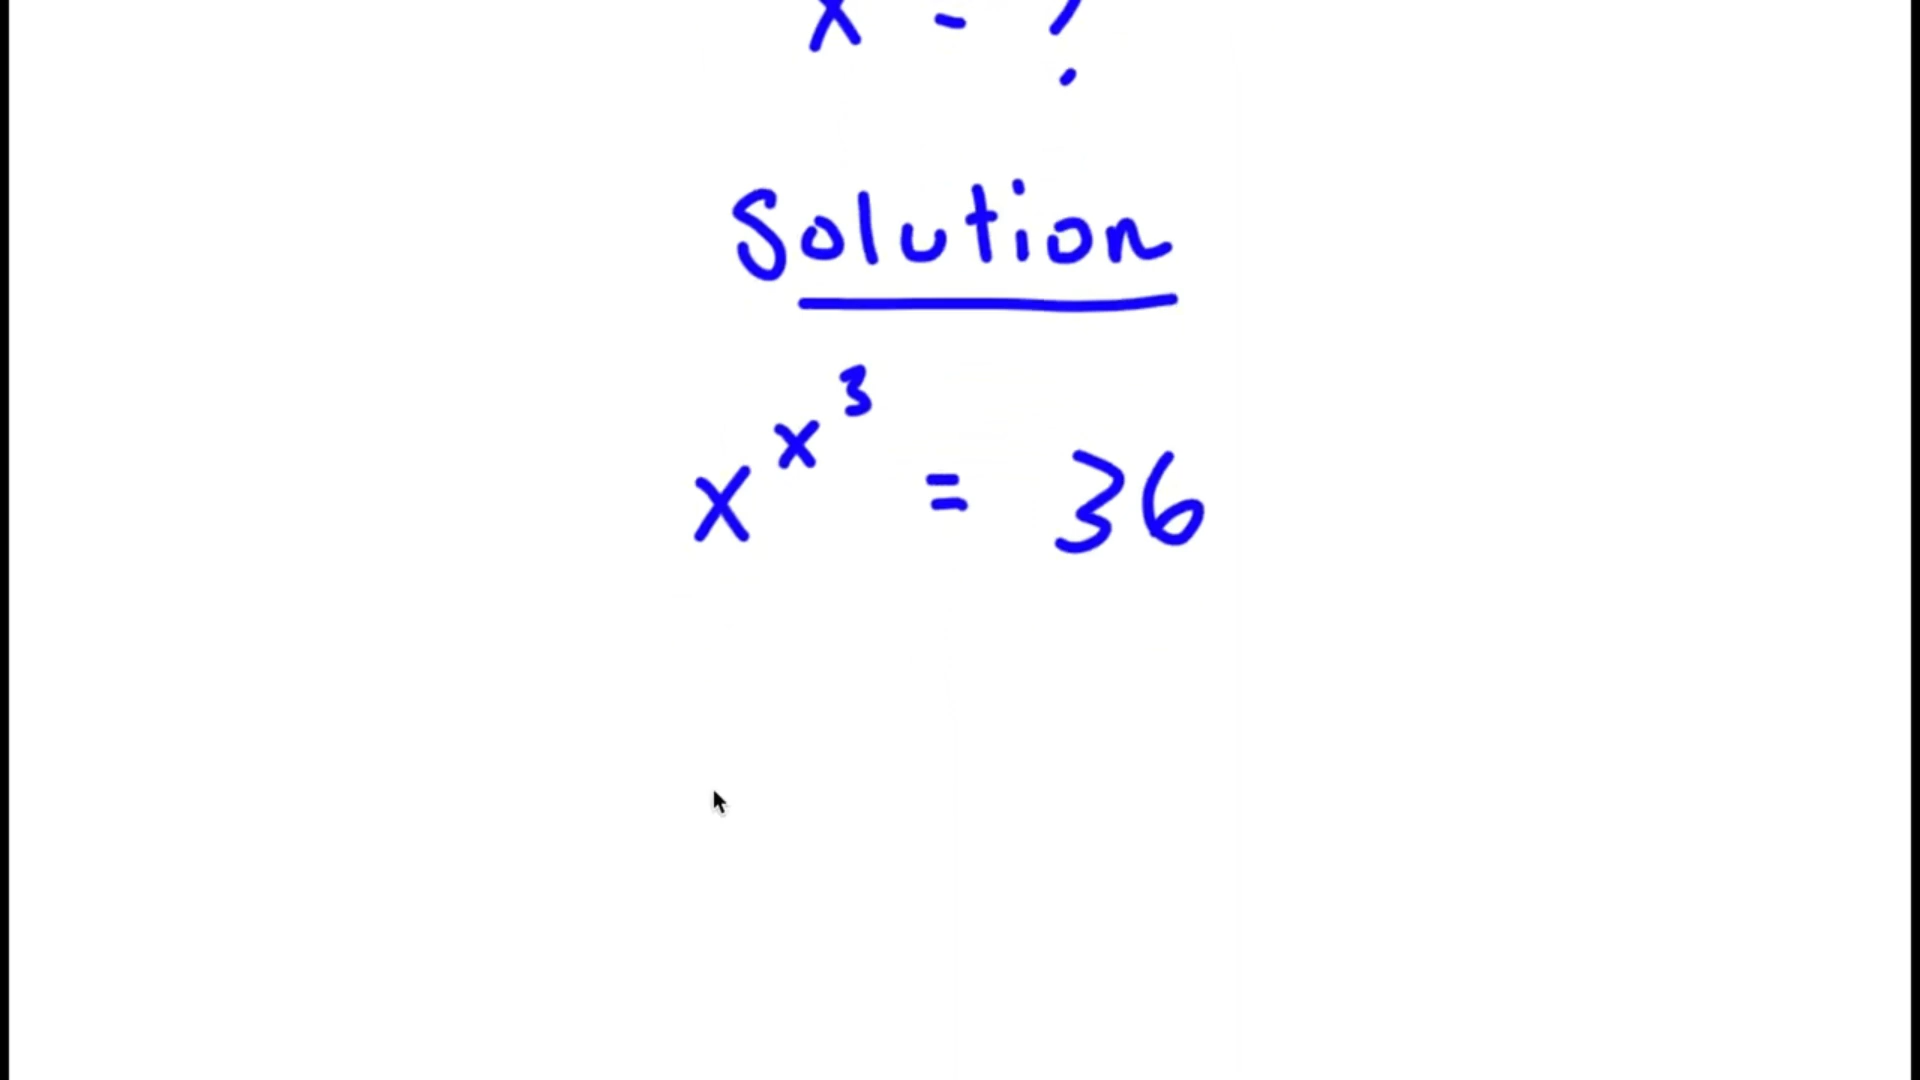 x = ?
Solution
x^{x^3} = 36